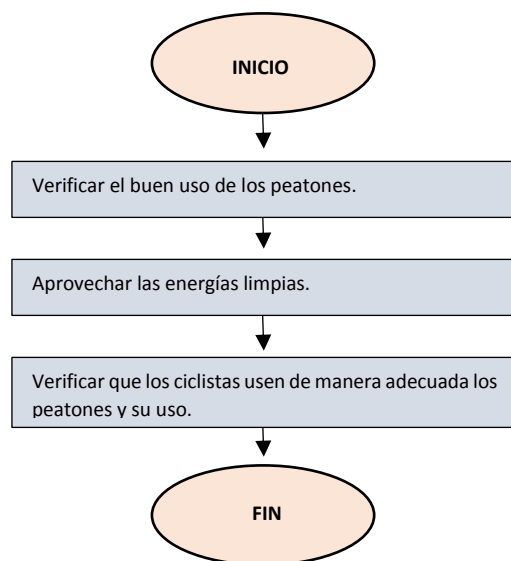 INICIO
Verificar el buen uso de los peatones.
Aprovechar las energías limpias.
Verificar que los ciclistas usen de manera adecuada los
peatones y su uso.
FIN